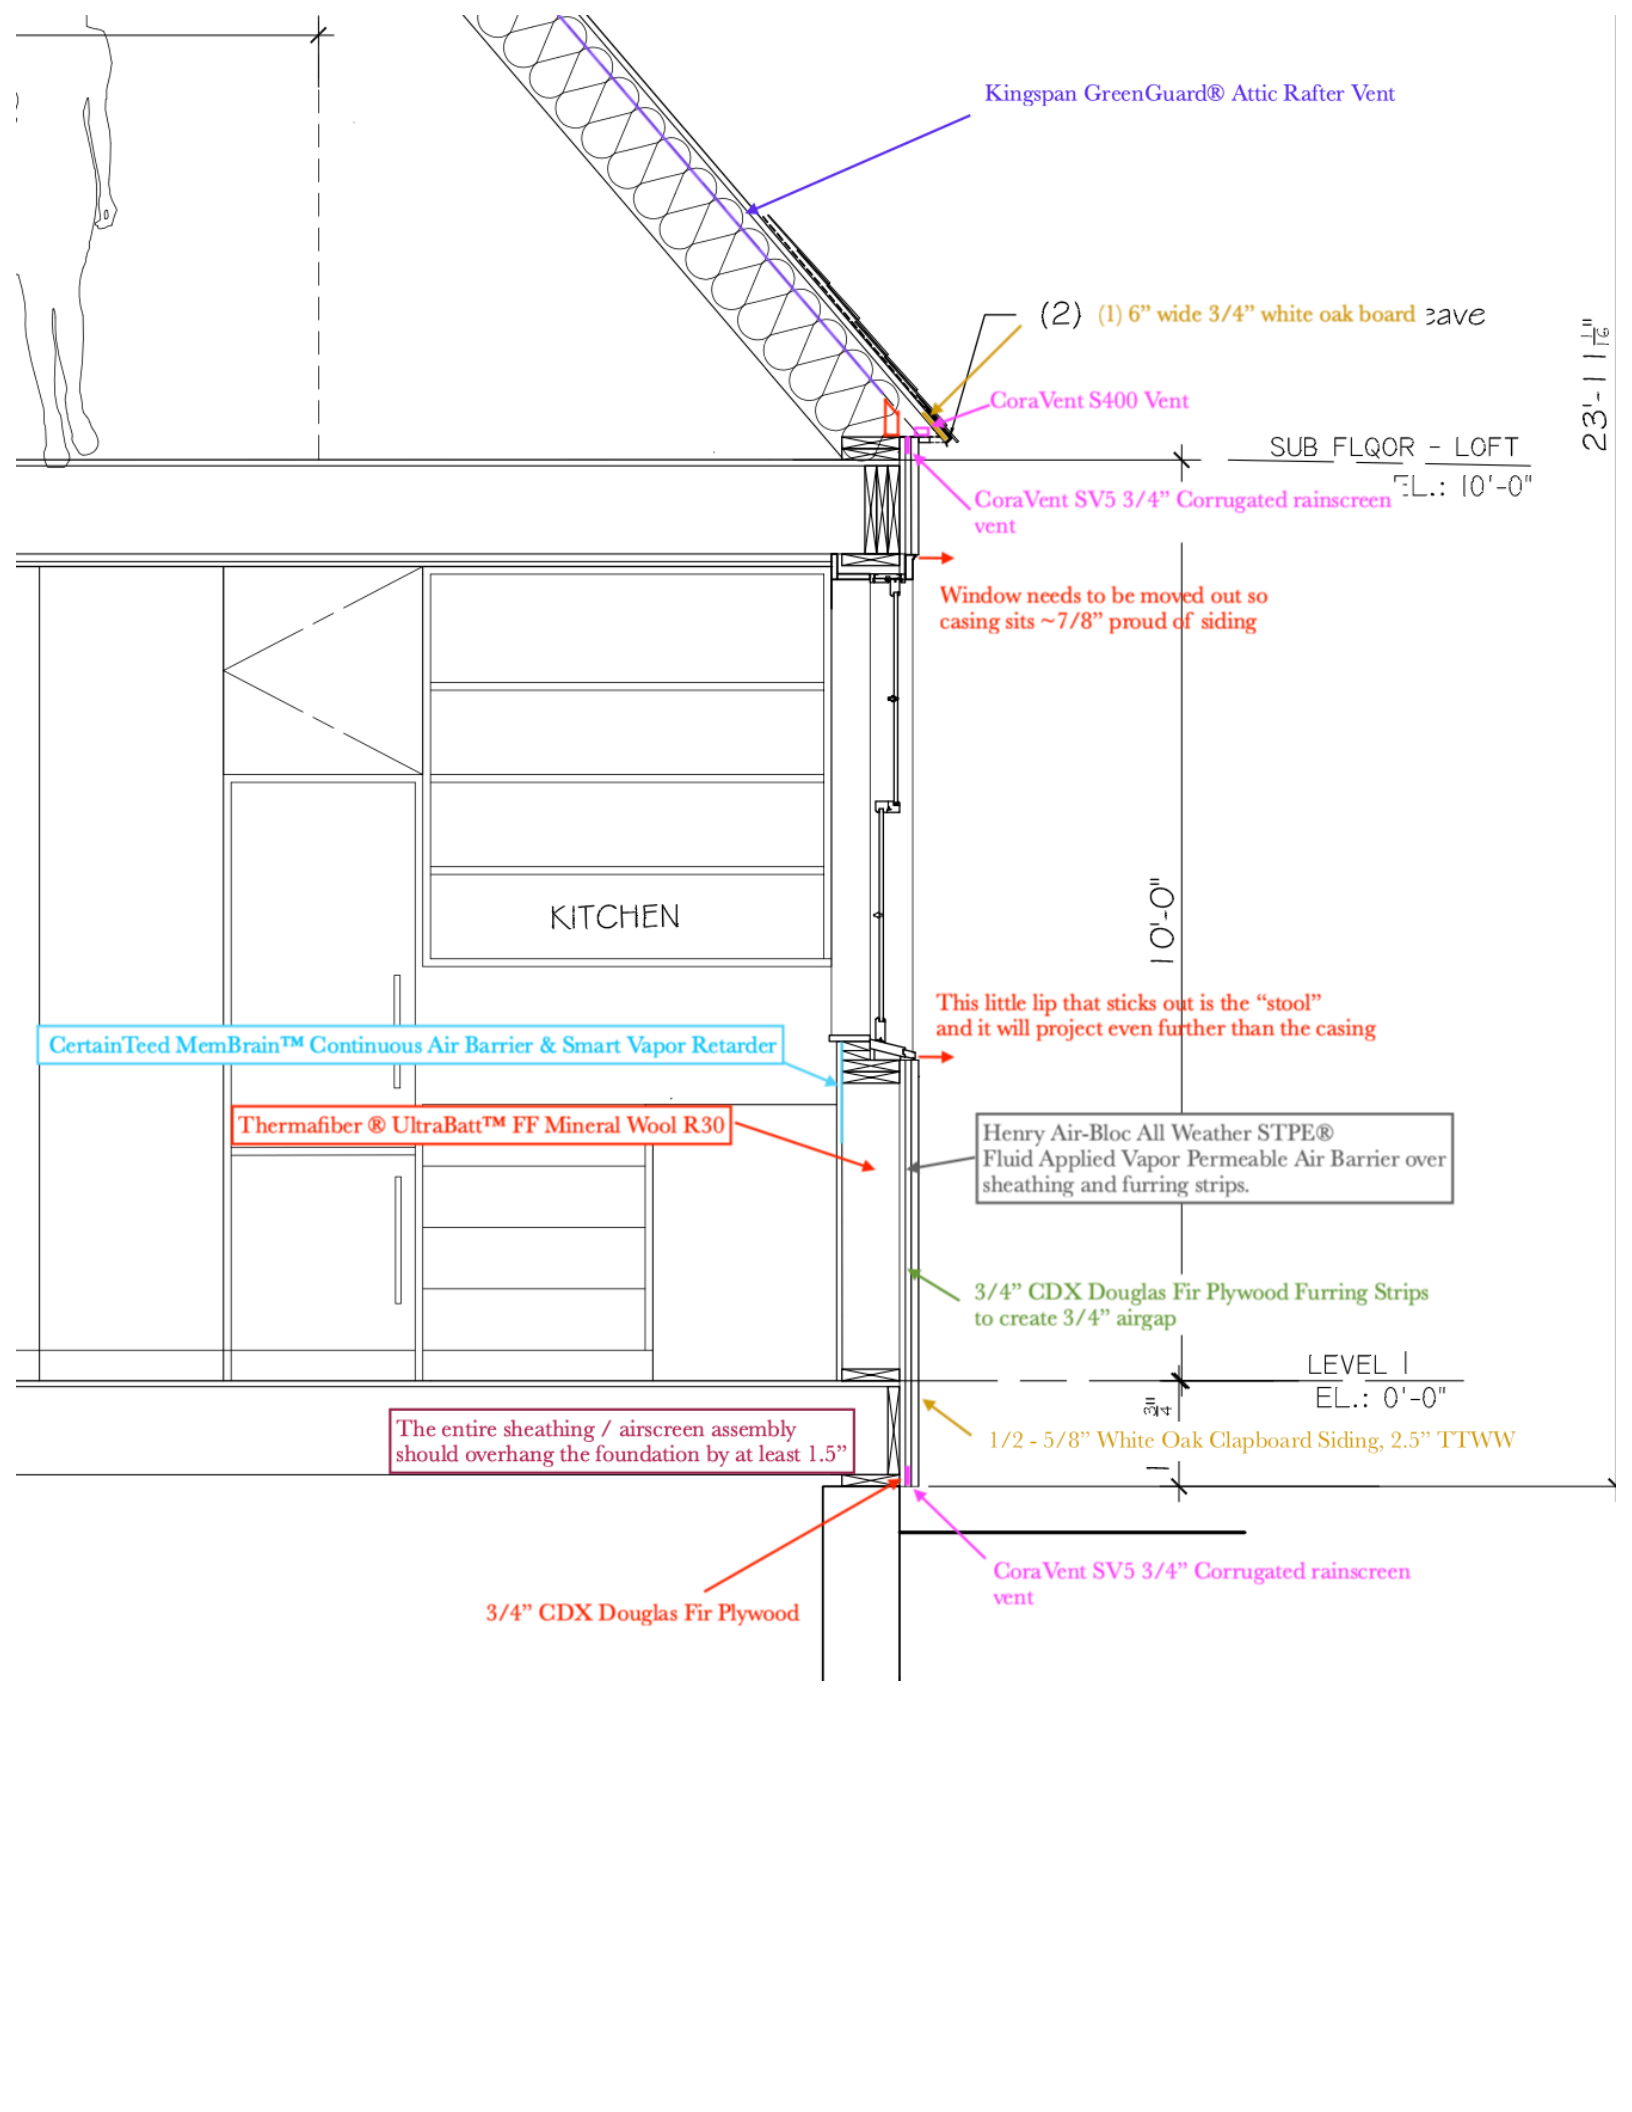 Kingspan GreenGuard® Attic Rafter Vent
(2) (1) 6” wide 3/4” white oak board eave
CoraVent S400 Vent
23'-11 1/16"
SUB FLOOR - LOFT
EL.: 10'-0"
CoraVent SV5 3/4” Corrugated rainscreen
vent
Window needs to be moved out so
casing sits ~7/8” proud of siding
KITCHEN
10'-0"
This little lip that sticks out is the “stool”
and it will project even further than the casing
CertainTeed MemBrain™ Continuous Air Barrier & Smart Vapor Retarder
Thermafiber ® UltraBatt™ FF Mineral Wool R30
Henry Air-Bloc All Weather STPE®
Fluid Applied Vapor Permeable Air Barrier over
sheathing and furring strips.
3/4” CDX Douglas Fir Plywood Furring Strips
to create 3/4” airgap
LEVEL 1
EL.: 0'-0"
1 3/4"
The entire sheathing / airscreen assembly
should overhang the foundation by at least 1.5”
1/2 - 5/8” White Oak Clapboard Siding, 2.5” TTWW
CoraVent SV5 3/4” Corrugated rainscreen
vent
3/4” CDX Douglas Fir Plywood